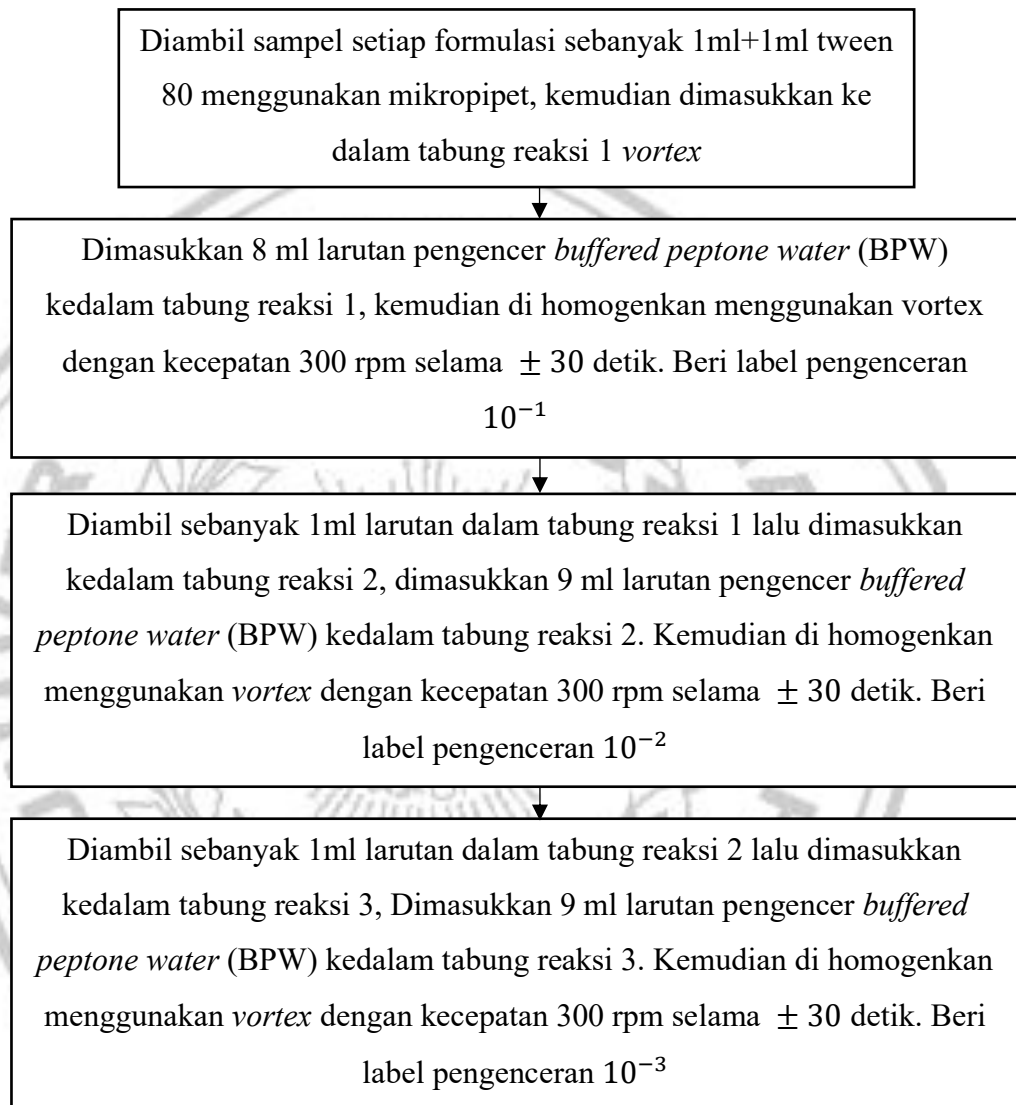 Diambil sampel setiap formulasi sebanyak 1ml+1ml tween
80 menggunakan mikropipet, kemudian dimasukkan ke
dalam tabung reaksi 1 vortex
Dimasukkan 8 ml larutan pengencer buffered peptone water (BPW)
kedalam tabung reaksi 1, kemudian di homogenkan menggunakan vortex
dengan kecepatan 300 rpm selama ± 30 detik. Beri label pengenceran
10⁻¹
Diambil sebanyak 1ml larutan dalam tabung reaksi 1 lalu dimasukkan
kedalam tabung reaksi 2, dimasukkan 9 ml larutan pengencer buffered
peptone water (BPW) kedalam tabung reaksi 2. Kemudian di homogenkan
menggunakan vortex dengan kecepatan 300 rpm selama ± 30 detik. Beri
label pengenceran 10⁻²
Diambil sebanyak 1ml larutan dalam tabung reaksi 2 lalu dimasukkan
kedalam tabung reaksi 3, Dimasukkan 9 ml larutan pengencer buffered
peptone water (BPW) kedalam tabung reaksi 3. Kemudian di homogenkan
menggunakan vortex dengan kecepatan 300 rpm selama ± 30 detik. Beri
label pengenceran 10⁻³